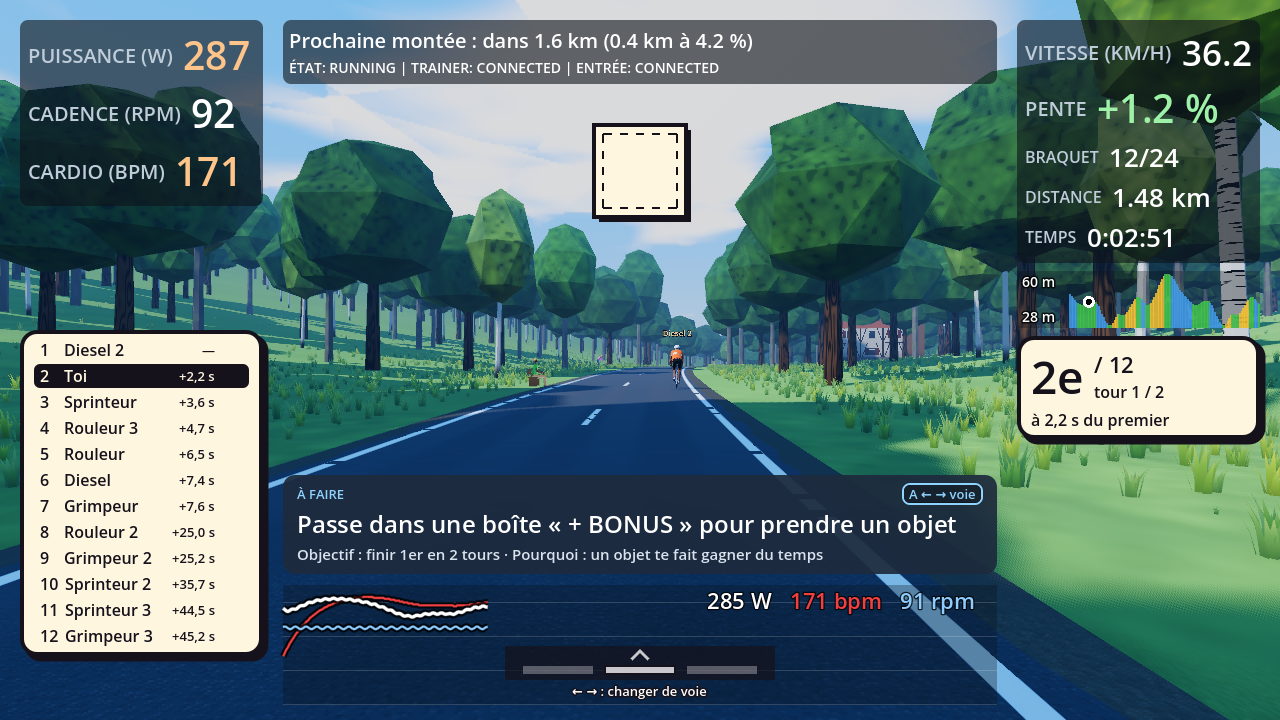 PUISSANCE (W) 287
CADENCE (RPM) 92
CARDIO (BPM) 171
Prochaine montée : dans 1.6 km (0.4 km à 4.2 %)
ÉTAT: RUNNING | TRAINER: CONNECTED | ENTRÉE: CONNECTED
VITESSE (KM/H) 36.2
PENTE +1.2 %
BRAQUET 12/24
DISTANCE 1.48 km
TEMPS 0:02:51
60 m
28 m
2e / 12
tour 1 / 2
à 2,2 s du premier
Diesel 2
1 Diesel 2 —
2 Toi +2,2 s
3 Sprinteur +3,6 s
4 Rouleur 3 +4,7 s
5 Rouleur +6,5 s
6 Diesel +7,4 s
7 Grimpeur +7,6 s
8 Rouleur 2 +25,0 s
9 Grimpeur 2 +25,2 s
10 Sprinteur 2 +35,7 s
11 Sprinteur 3 +44,5 s
12 Grimpeur 3 +45,2 s
À FAIRE
A ← → voie
Passe dans une boîte « + BONUS » pour prendre un objet
Objectif : finir 1er en 2 tours · Pourquoi : un objet te fait gagner du temps
285 W 171 bpm 91 rpm
← → : changer de voie